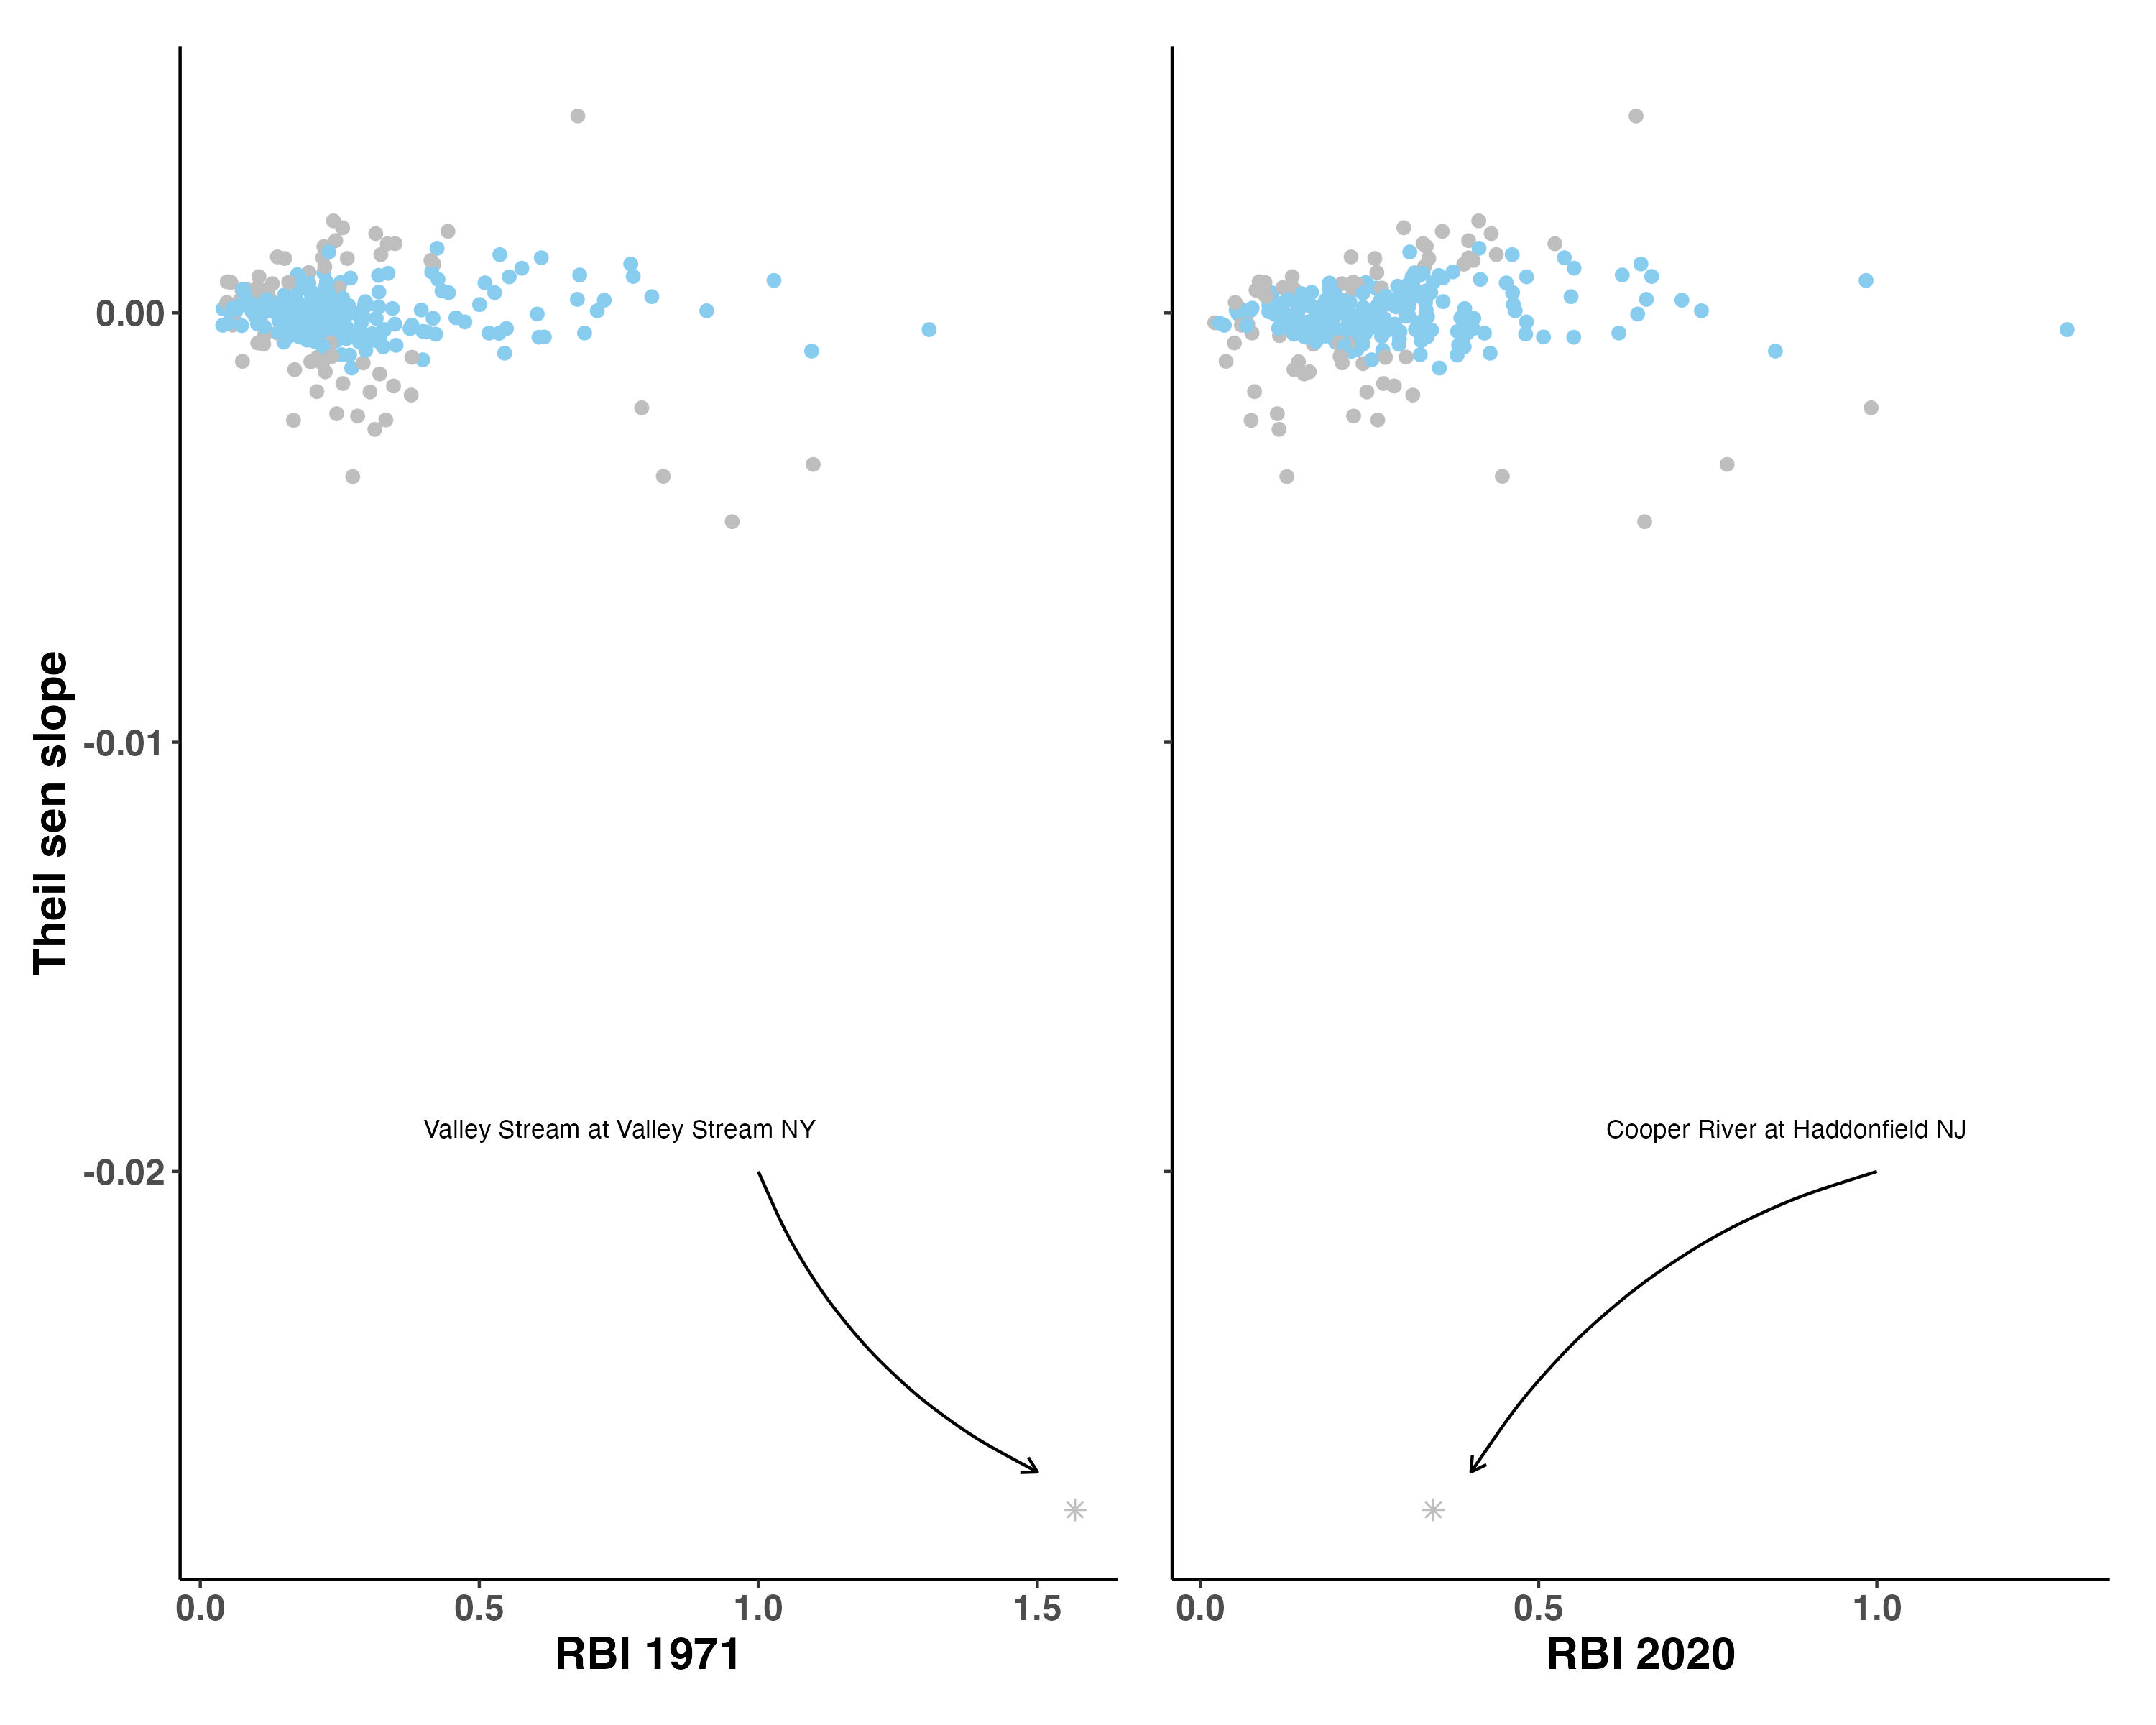 Theil sen slope
0.00
-0.01
-0.02
Valley Stream at Valley Stream NY
0.0 0.5 1.0 1.5
RBI 1971
Cooper River at Haddonfield NJ
0.0 0.5 1.0
RBI 2020